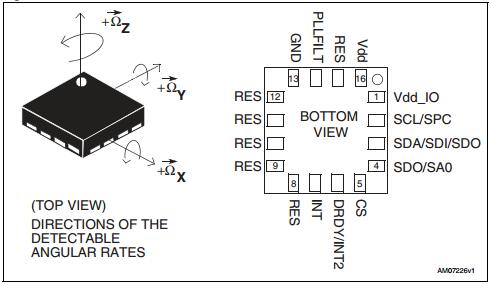 +Ω⃗Z
+Ω⃗Y
+Ω⃗X
(TOP VIEW)
DIRECTIONS OF THE
DETECTABLE
ANGULAR RATES
GND
PLLFILT
RES
Vdd
13
16
RES
12
1
Vdd_IO
RES
BOTTOM
VIEW
SCL/SPC
RES
SDA/SDI/SDO
RES
9
4
SDO/SA0
8
5
RES
INT
DRDY/INT2
CS
AM07226v1